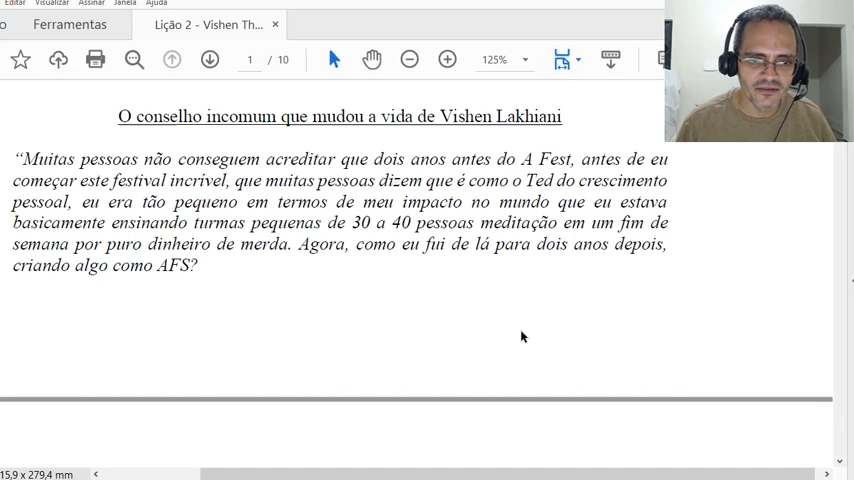 Editar Visualizar Assinar Janela Ajuda
Ferramentas
Lição 2 - Vishen Th... ×
1 / 10
125%
O conselho incomum que mudou a vida de Vishen Lakhiani
“Muitas pessoas não conseguem acreditar que dois anos antes do A Fest, antes de eu
começar este festival incrível, que muitas pessoas dizem que é como o Ted do crescimento
pessoal, eu era tão pequeno em termos de meu impacto no mundo que eu estava
basicamente ensinando turmas pequenas de 30 a 40 pessoas meditação em um fim de
semana por puro dinheiro de merda. Agora, como eu fui de lá para dois anos depois,
criando algo como AFS?
15,9 x 279,4 mm